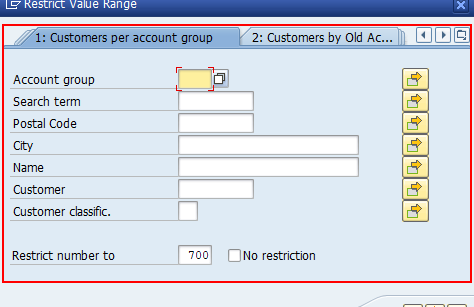 Restrict Value Range
1: Customers per account group 2: Customers by Old Ac...
Account group
Search term
Postal Code
City
Name
Customer
Customer classific.
Restrict number to 700 No restriction